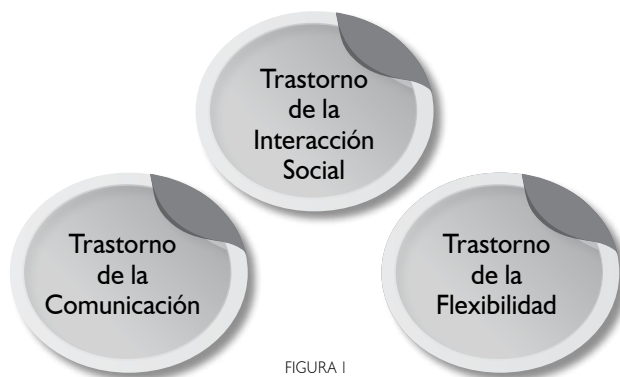 Trastorno
de la
Interacción
Social
Trastorno
de la
Comunicación
Trastorno
de la
Flexibilidad
FIGURA 1